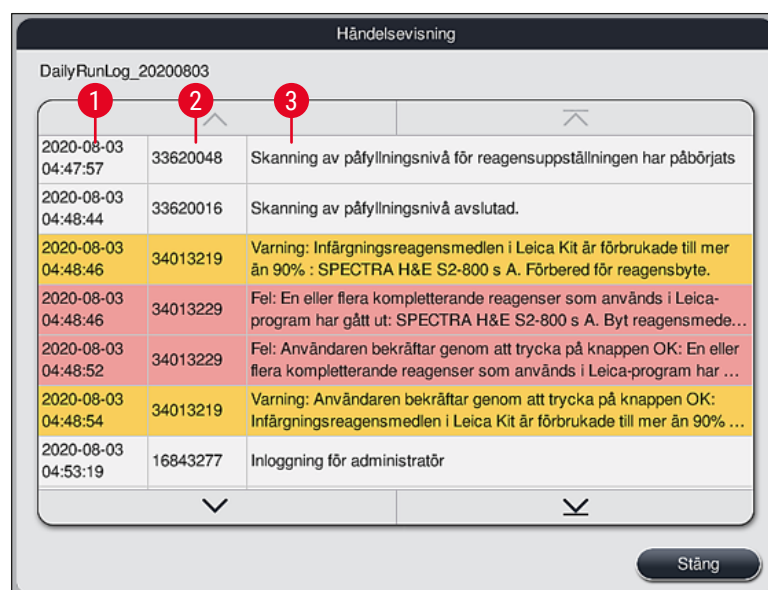 Händelsevisning
DailyRunLog_20200803
1
2
3
2020-08-03
04:47:57
33620048
Skanning av påfyllningsnivå för reagensuppställningen har påbörjats
2020-08-03
04:48:44
33620016
Skanning av påfyllningsnivå avslutad.
2020-08-03
04:48:46
34013219
Varning: Infärgningsreagensmedlen i Leica Kit är förbrukade till mer
än 90% : SPECTRA H&E S2-800 s A. Förbered för reagensbyte.
2020-08-03
04:48:46
34013229
Fel: En eller flera kompletterande reagenser som används i Leica-
program har gått ut: SPECTRA H&E S2-800 s A. Byt reagensmede...
2020-08-03
04:48:52
34013229
Fel: Användaren bekräftar genom att trycka på knappen OK: En eller
flera kompletterande reagenser som används i Leica-program har ...
2020-08-03
04:48:54
34013219
Varning: Användaren bekräftar genom att trycka på knappen OK:
Infärgningsreagensmedlen i Leica Kit är förbrukade till mer än 90% ...
2020-08-03
04:53:19
16843277
Inloggning för administratör
Stäng